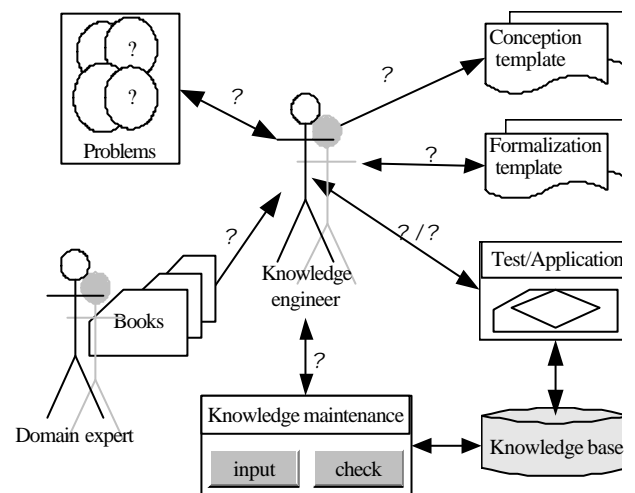 ?
?
Problems
?
?
Conception
template
?
Formalization
template
? / ?
?
Knowledge
engineer
Books
Domain expert
Test/Application
?
Knowledge maintenance
input
check
Knowledge base